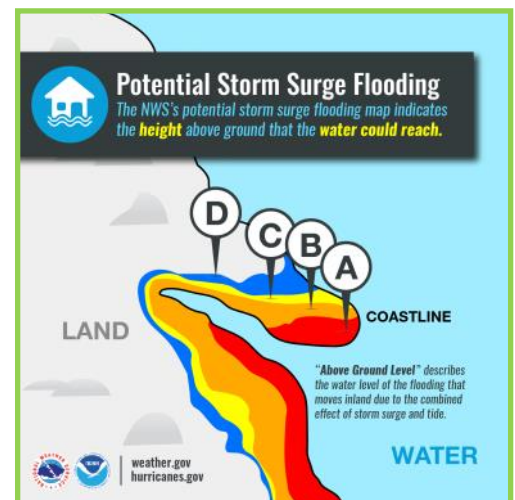 Potential Storm Surge Flooding
The NWS's potential storm surge flooding map indicates
the height above ground that the water could reach.
D
C
B
A
COASTLINE
LAND
"Above Ground Level" describes
the water level of the flooding that
moves inland due to the combined
effect of storm surge and tide.
WATER
weather.gov
hurricanes.gov